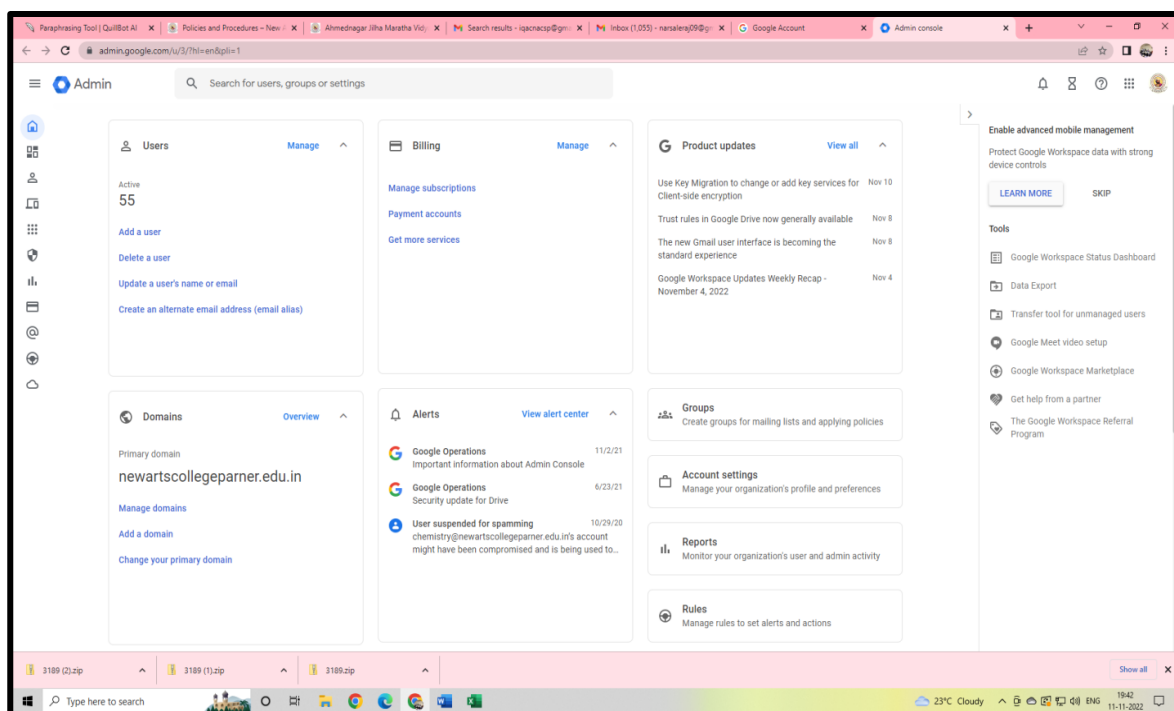 Paraphrasing Tool | QuillBot AI
Policies and Procedures – New A
Ahmednagar Jilha Maratha Vidy
Search results - iqacnacsp@gm
Inbox (1,055) - narsaleraj09@g
Google Account
Admin console
admin.google.com/u/3/?hl=en&pli=1
Admin
Search for users, groups or settings
Users
Manage
Active
55
Add a user
Delete a user
Update a user's name or email
Create an alternate email address (email alias)
Billing
Manage
Manage subscriptions
Payment accounts
Get more services
Product updates
View all
Use Key Migration to change or add key services for Nov 10
Client-side encryption
Trust rules in Google Drive now generally available Nov 8
The new Gmail user interface is becoming the Nov 8
standard experience
Google Workspace Updates Weekly Recap - Nov 4
November 4, 2022
Enable advanced mobile management
Protect Google Workspace data with strong
device controls
LEARN MORE
SKIP
Tools
Google Workspace Status Dashboard
Data Export
Transfer tool for unmanaged users
Google Meet video setup
Google Workspace Marketplace
Get help from a partner
The Google Workspace Referral
Program
Domains
Overview
Primary domain
newartscollegeparner.edu.in
Manage domains
Add a domain
Change your primary domain
Alerts
View alert center
Google Operations 11/2/21
Important information about Admin Console
Google Operations 6/23/21
Security update for Drive
User suspended for spamming 10/29/20
chemistry@newartscollegeparner.edu.in's account
might have been compromised and is being used to...
Groups
Create groups for mailing lists and applying policies
Account settings
Manage your organization's profile and preferences
Reports
Monitor your organization's user and admin activity
Rules
Manage rules to set alerts and actions
3189 (2).zip
3189 (1).zip
3189.zip
Show all
Type here to search
23°C Cloudy
ENG
19:42
11-11-2022